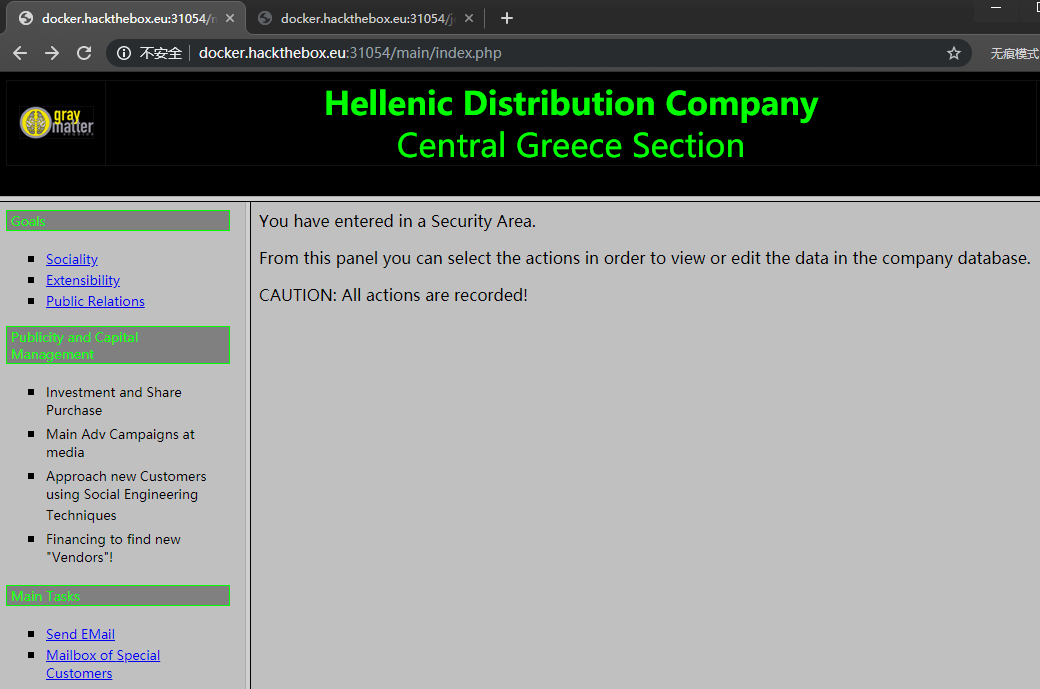 docker.hackthebox.eu:31054/
docker.hackthebox.eu:31054/j
不安全 docker.hackthebox.eu:31054/main/index.php
无痕模式
gray
matter
Hellenic Distribution Company
Central Greece Section
Goals
Sociality
Extensibility
Public Relations
Publicity and Capital
Management
Investment and Share
Purchase
Main Adv Campaigns at
media
Approach new Customers
using Social Engineering
Techniques
Financing to find new
"Vendors"!
Main Tasks
Send EMail
Mailbox of Special
Customers
You have entered in a Security Area.
From this panel you can select the actions in order to view or edit the data in the company database.
CAUTION: All actions are recorded!